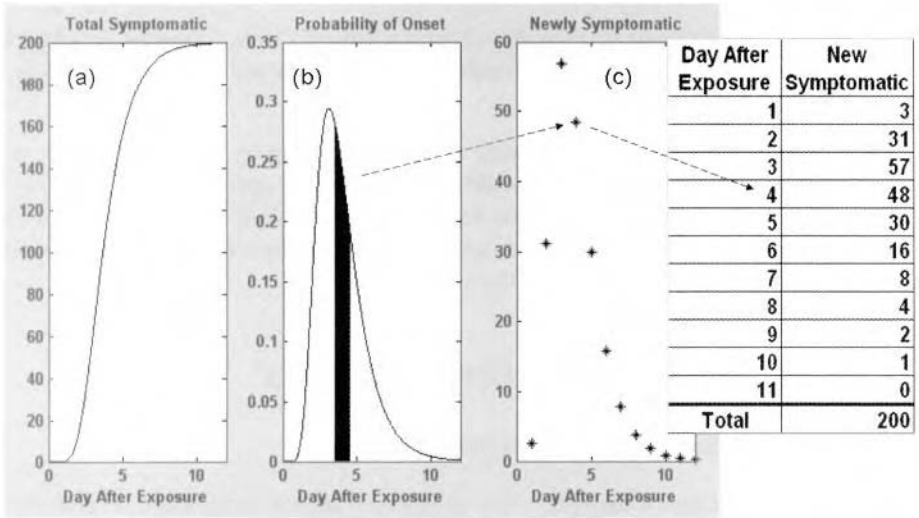 Total Symptomatic
(a)
200
180
160
140
120
100
80
60
40
20
0
0 5 10
Day After Exposure
Probability of Onset
(b)
0.35
0.3
0.25
0.2
0.15
0.1
0.05
0
0 5 10
Day After Exposure
Newly Symptomatic
(c)
60
50
40
30
20
10
0
0 5 10
Day After Exposure
Day After New
Exposure Symptomatic
1 3
2 31
3 57
4 48
5 30
6 16
7 8
8 4
9 2
10 1
11 0
Total 200